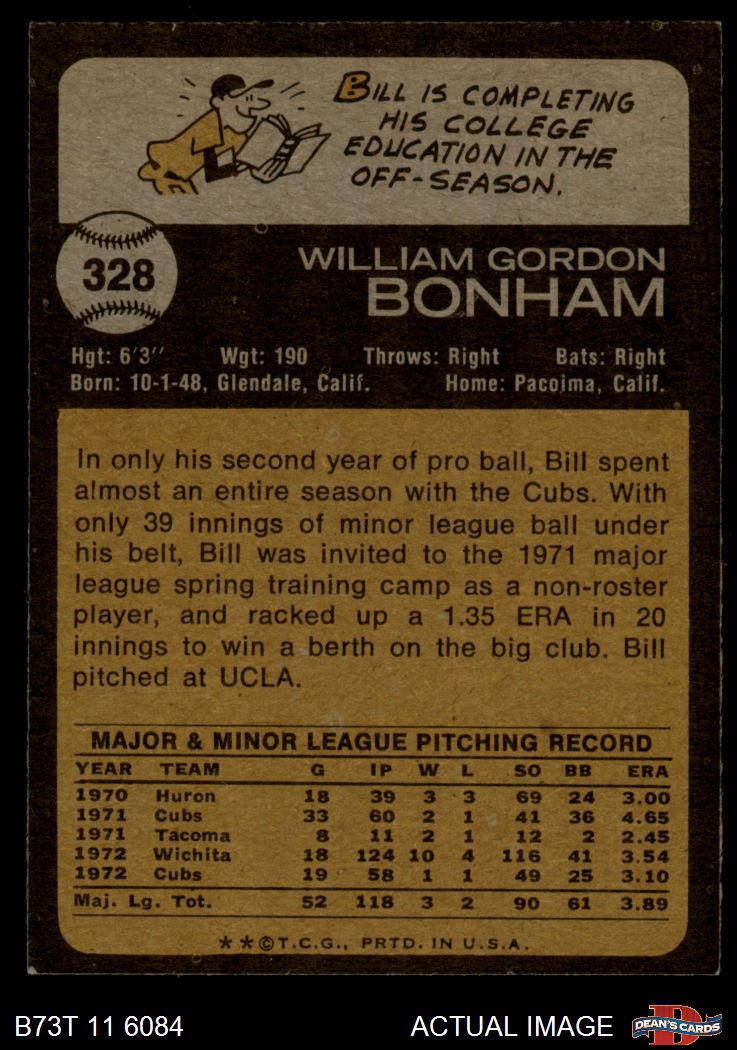 BILL IS COMPLETING
HIS COLLEGE
EDUCATION IN THE
OFF-SEASON.
328
WILLIAM GORDON
BONHAM
Hgt: 6'3" Wgt: 190 Throws: Right Bats: Right
Born: 10-1-48, Glendale, Calif. Home: Pacoima, Calif.
In only his second year of pro ball, Bill spent
almost an entire season with the Cubs. With
only 39 innings of minor league ball under
his belt, Bill was invited to the 1971 major
league spring training camp as a non-roster
player, and racked up a 1.35 ERA in 20
innings to win a berth on the big club. Bill
pitched at UCLA.
MAJOR & MINOR LEAGUE PITCHING RECORD
YEAR TEAM G IP W L SO BB ERA
1970 Huron 18 39 3 3 69 24 3.00
1971 Cubs 33 60 2 1 41 36 4.65
1971 Tacoma 8 11 2 1 12 2 2.45
1972 Wichita 18 124 10 4 116 41 3.54
1972 Cubs 19 58 1 1 49 25 3.10
Maj. Lg. Tot. 52 118 3 2 90 61 3.89
**©T.C.G., PRTD. IN U.S.A.
B73T 11 6084 ACTUAL IMAGE DEAN'S CARDS